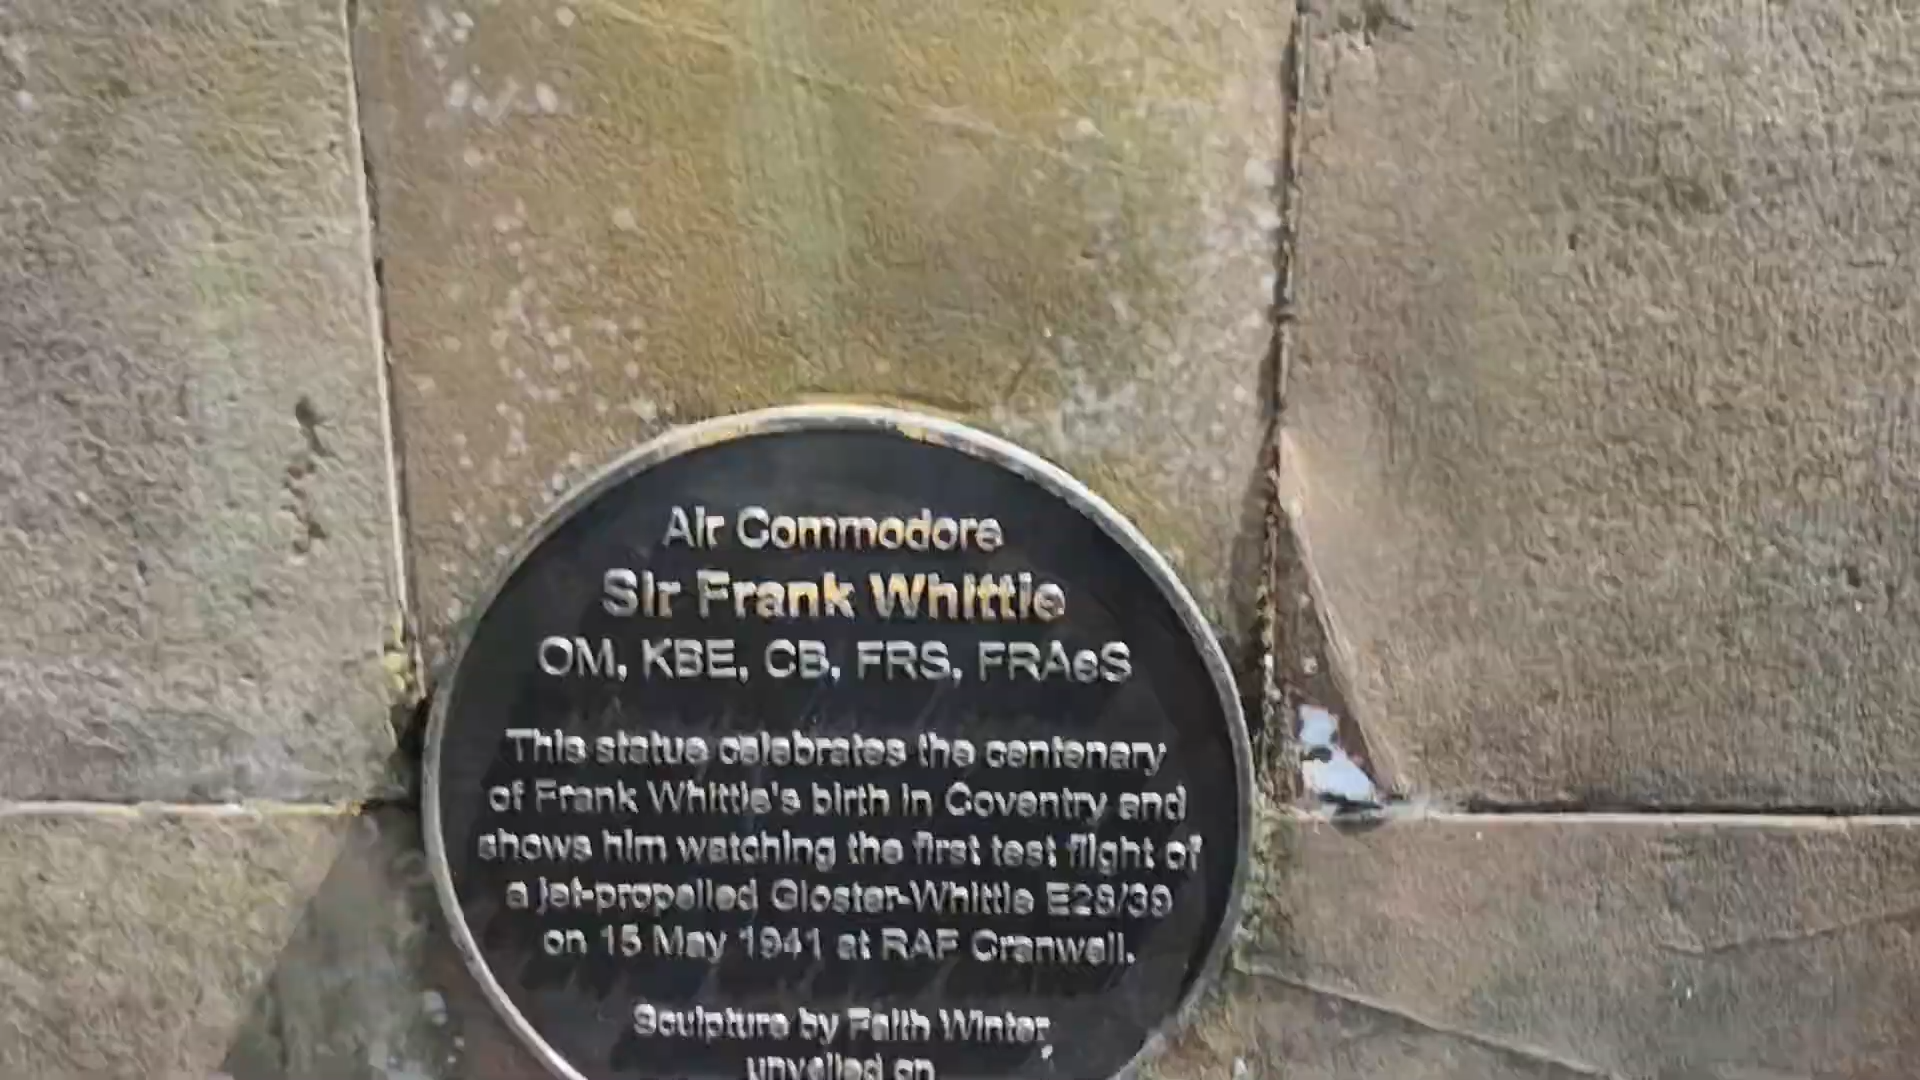 Air Commodore
Sir Frank Whittle
OM, KBE, CB, FRS, FRAeS
This statue celebrates the centenary
of Frank Whittle's birth in Coventry and
shows him watching the first test flight of
a jet-propelled Gloster-Whittle E28/39
on 15 May 1941 at RAF Cranwell.
Sculpture by Faith Winter,
unveiled on